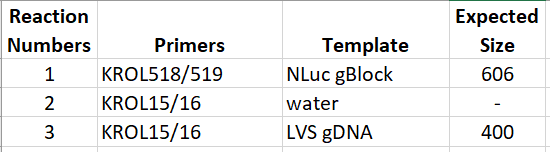 Reaction Numbers Primers Template Expected Size
1 KROL518/519 NLuc gBlock 606
2 KROL15/16 water -
3 KROL15/16 LVS gDNA 400